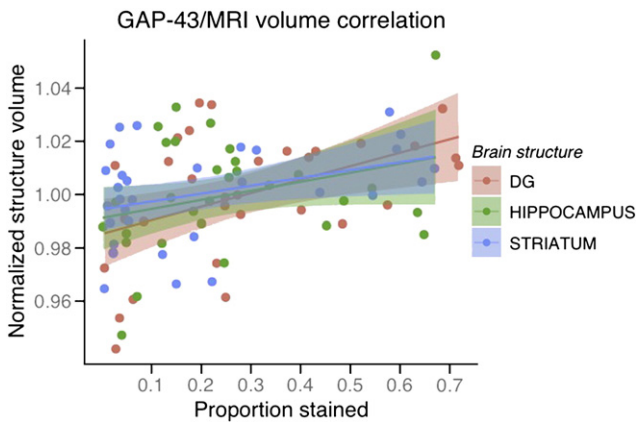 GAP-43/MRI volume correlation
Normalized structure volume
1.04
1.02
1.00
0.98
0.96
0.1 0.2 0.3 0.4 0.5 0.6 0.7
Proportion stained
Brain structure
DG
HIPPOCAMPUS
STRIATUM